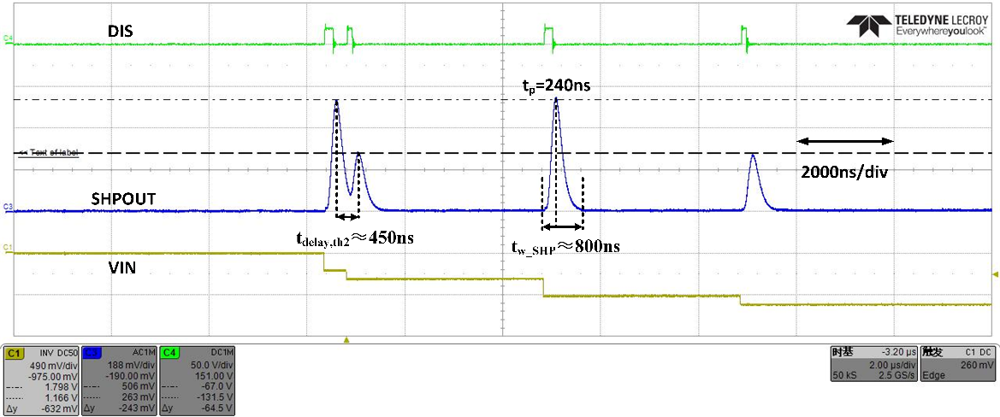 TELEDYNE LECROY
Everywhereyoulook™
C4
DIS
tp=240ns
<< Text of label
2000ns/div
C3
SHPOUT
tdelay,th2≈450ns
tw_SHP≈800ns
C1
VIN
C1 INV DC50
490 mV/div
-975.00 mV
1.798 V
1.166 V
Δy -632 mV
C3 AC1M
188 mV/div
-190.00 mV
506 mV
263 mV
Δy -243 mV
C4 DC1M
50.0 V/div
151.00 V
-67.0 V
-131.5 V
Δy -64.5 V
时基 -3.20 µs
2.00 µs/div
50 kS 2.5 GS/s
触发 C1 DC
260 mV
Edge